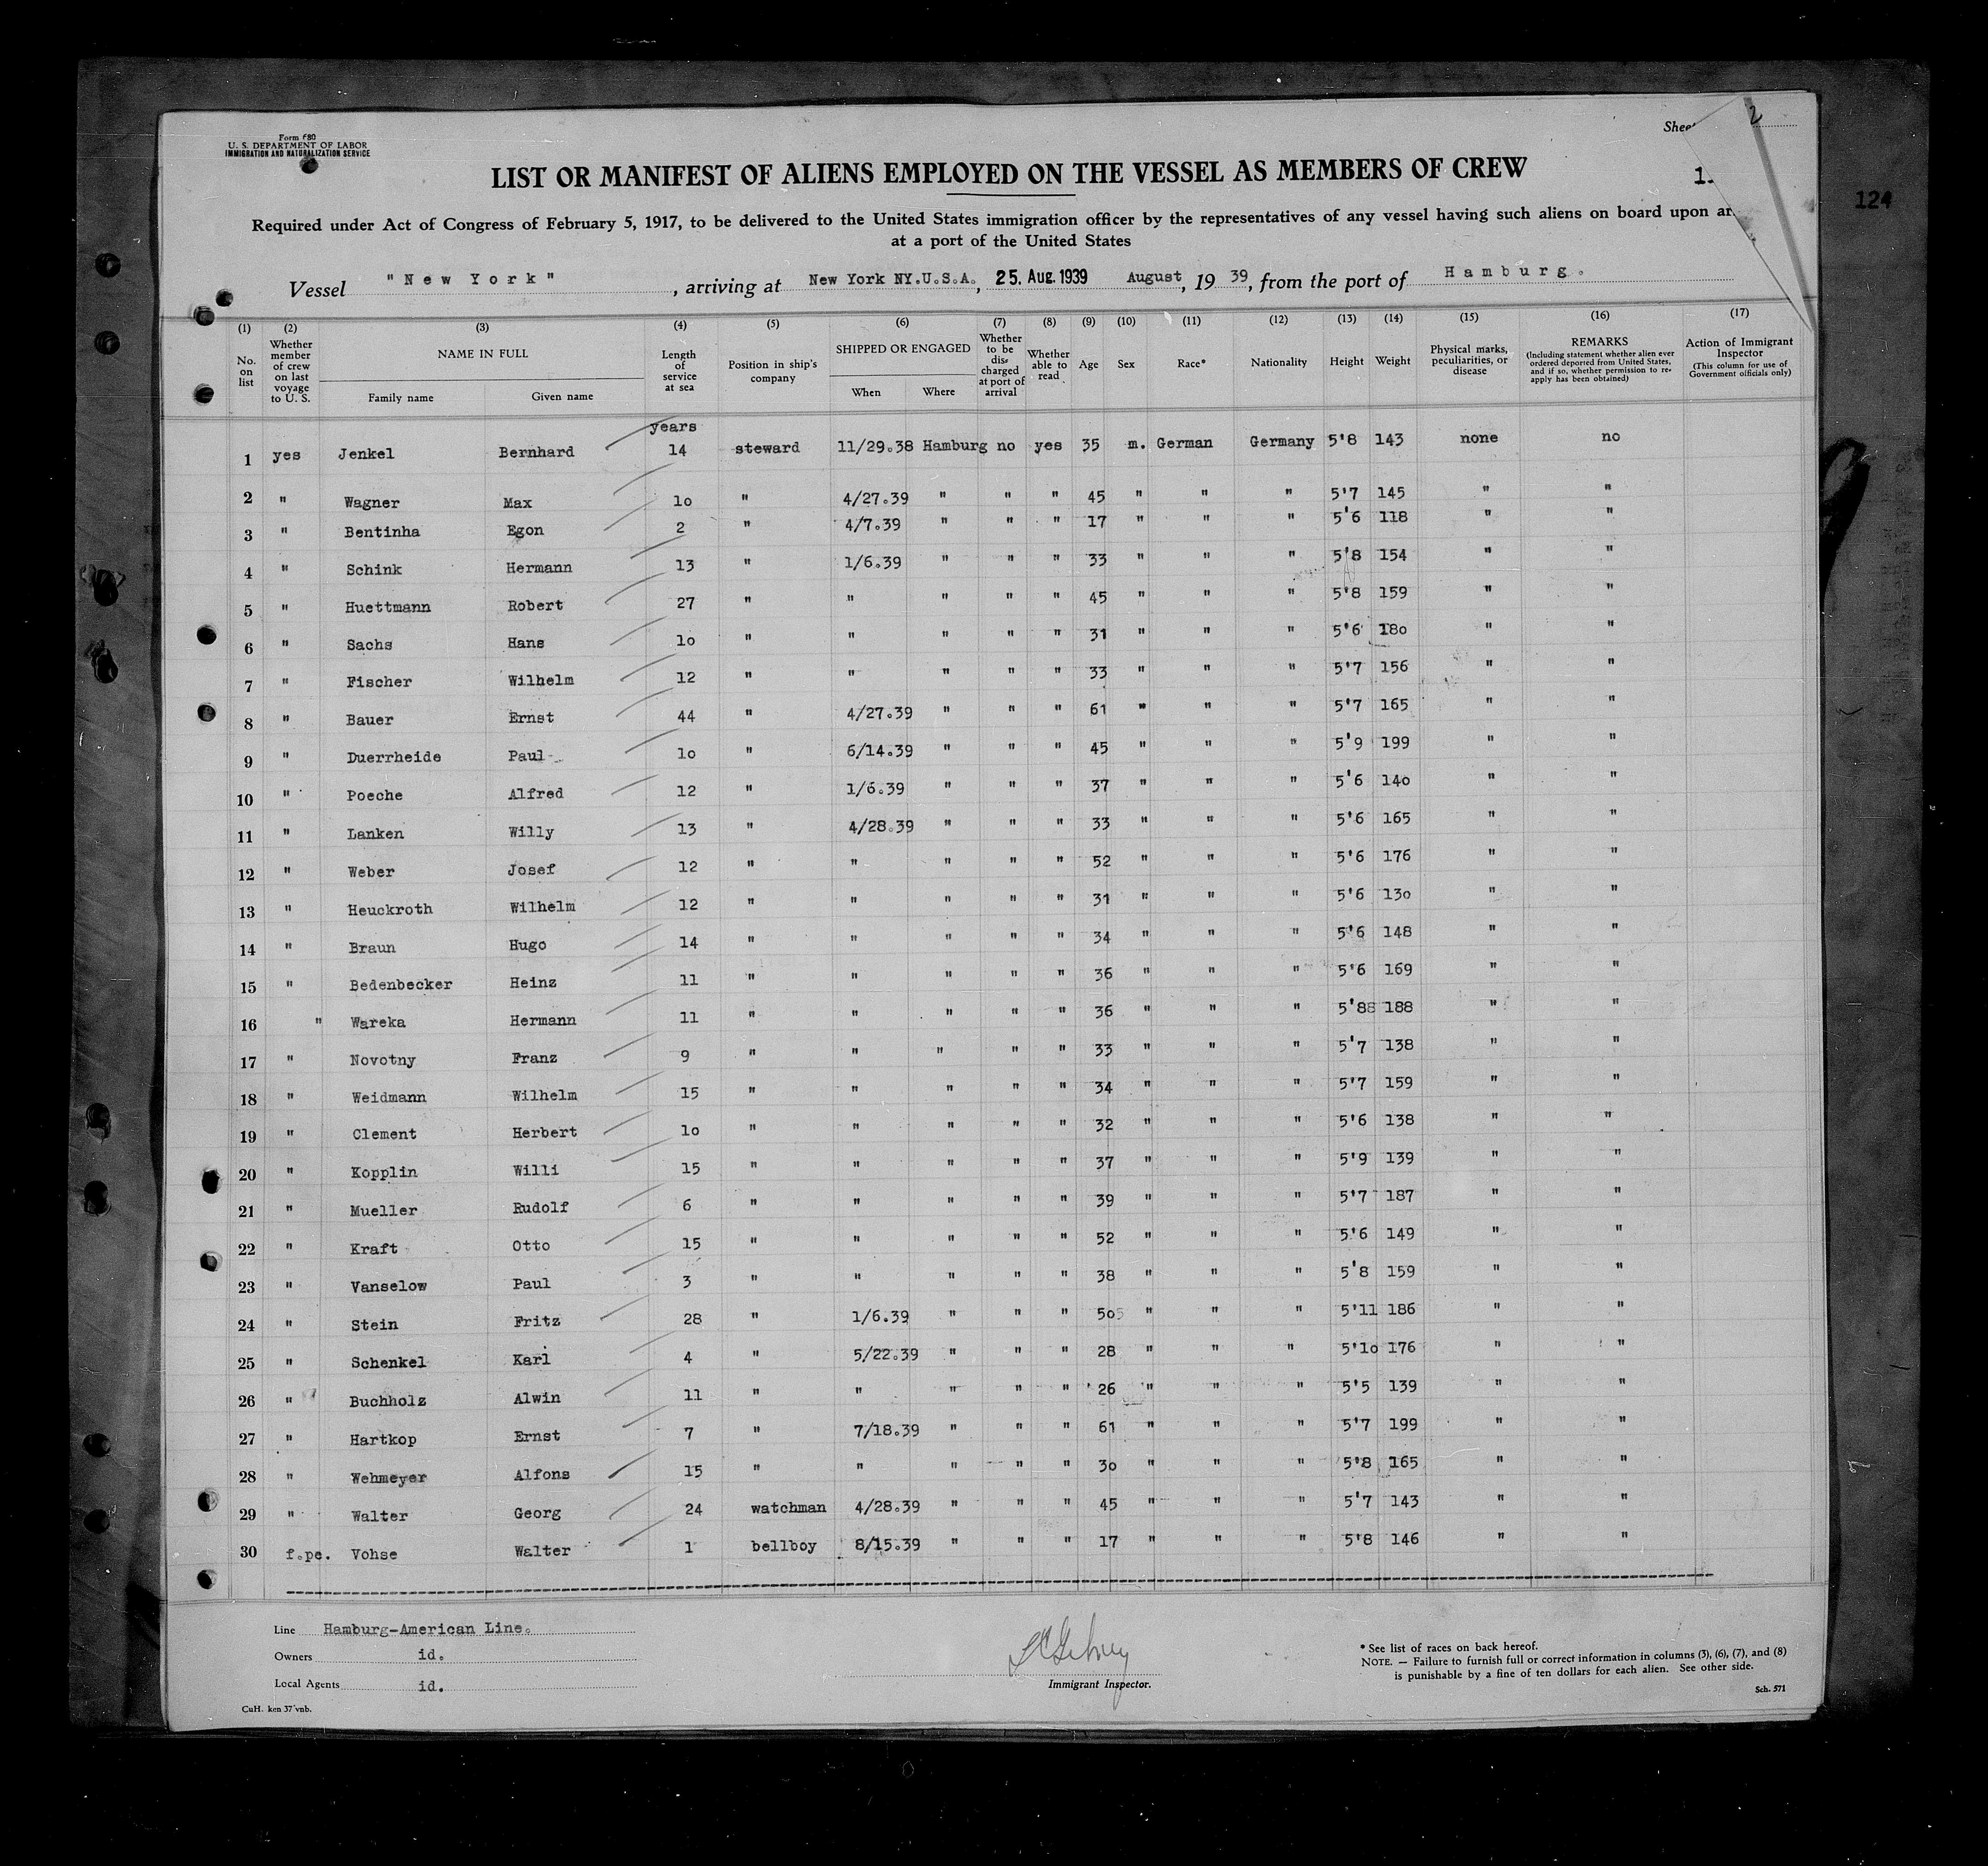 Form 680
U. S. DEPARTMENT OF LABOR
IMMIGRATION AND NATURALIZATION SERVICE
Sheet 2
LIST OR MANIFEST OF ALIENS EMPLOYED ON THE VESSEL AS MEMBERS OF CREW
1.
124
Required under Act of Congress of February 5, 1917, to be delivered to the United States immigration officer by the representatives of any vessel having such aliens on board upon ar
at a port of the United States
Vessel "New York", arriving at New York NY.U.S.A., 25. Aug. 1939 August, 19 39, from the port of Hamburg.
(1) (2) (3) (4) (5) (6) (7) (8) (9) (10) (11) (12) (13) (14) (15) (16) (17)
No. on list Whether member of crew on last voyage to U. S. NAME IN FULL Family name Given name Length of service at sea Position in ship's company SHIPPED OR ENGAGED When Where Whether to be discharged at port of arrival Whether able to read Age Sex Race* Nationality Height Weight Physical marks, peculiarities, or disease REMARKS (Including statement whether alien ever ordered deported from United States, and if so, whether permission to reapply has been obtained) Action of Immigrant Inspector (This column for use of Government officials only)
years
1 yes Jenkel Bernhard 14 steward 11/29.38 Hamburg no yes 35 m. German Germany 5'8 143 none no
2 " Wagner Max 1o " 4/27.39 " " " 45 " " " 5'7 145 " "
3 " Bentinha Egon 2 " 4/7.39 " " " 17 " " " 5'6 118 " "
4 " Schink Hermann 13 " 1/6.39 " " " 33 " " " 5'8 154 " "
5 " Huettmann Robert 27 " " " " " 45 " " " 5'8 159 " "
6 " Sachs Hans 1o " " " " " 31 " " " 5'6 18o " "
7 " Fischer Wilhelm 12 " " " " " 33 " " " 5'7 156 " "
8 " Bauer Ernst 44 " 4/27.39 " " " 61 " " " 5'7 165 " "
9 " Duerrheide Paul 1o " 6/14.39 " " " 45 " " " 5'9 199 " "
10 " Poeche Alfred 12 " 1/6.39 " " " 37 " " " 5'6 14o " "
11 " Lanken Willy 13 " 4/28.39 " " " 33 " " " 5'6 165 " "
12 " Weber Josef 12 " " " " " 52 " " " 5'6 176 " "
13 " Heuckroth Wilhelm 12 " " " " " 31 " " " 5'6 13o " "
14 " Braun Hugo 14 " " " " " 34 " " " 5'6 148 " "
15 " Bedenbecker Heinz 11 " " " " " 36 " " " 5'6 169 " "
16 " Wareka Hermann 11 " " " " " 36 " " " 5'88 188 " "
17 " Novotny Franz 9 " " " " " 33 " " " 5'7 138 " "
18 " Weidmann Wilhelm 15 " " " " " 34 " " " 5'7 159 " "
19 " Clement Herbert 1o " " " " " 32 " " " 5'6 138 " "
20 " Kopplin Willi 15 " " " " " 37 " " " 5'9 139 " "
21 " Mueller Rudolf 6 " " " " " 39 " " " 5'7 187 " "
22 " Kraft Otto 15 " " " " " 52 " " " 5'6 149 " "
23 " Vanselow Paul 3 " " " " " 38 " " " 5'8 159 " "
24 " Stein Fritz 28 " 1/6.39 " " " 5o5 " " " 5'11 186 " "
25 " Schenkel Karl 4 " 5/22.39 " " " 28 " " " 5'1o 176 " "
26 " Buchholz Alwin 11 " " " " " 26 " " " 5'5 139 " "
27 " Hartkop Ernst 7 " 7/18.39 " " " 61 " " " 5'7 199 " "
28 " Wehmeyer Alfons 15 " " " " " 3o " " " 5'8 165 " "
29 " Walter Georg 24 watchman 4/28.39 " " " 45 " " " 5'7 143 " "
30 f.pe. Vohse Walter 1 bellboy 8/15.39 " " " 17 " " " 5'8 146 " "
Line Hamburg-American Line.
Owners id.
Local Agents id.
CuH. ken 37 vnb.
Immigrant Inspector.
* See list of races on back hereof.
NOTE. — Failure to furnish full or correct information in columns (3), (6), (7), and (8)
is punishable by a fine of ten dollars for each alien. See other side.
Sch. 571